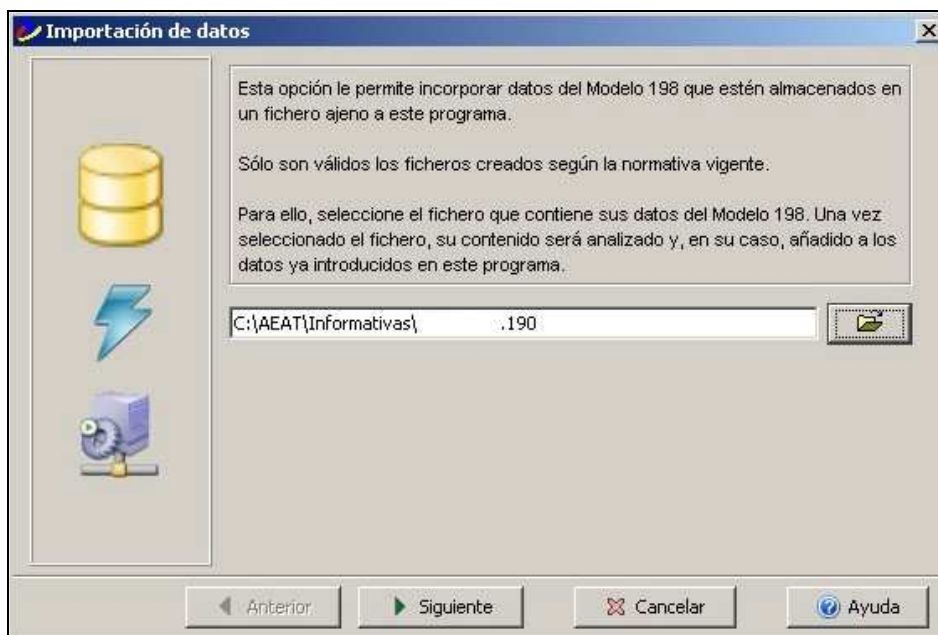 Importación de datos
Esta opción le permite incorporar datos del Modelo 198 que estén almacenados en
un fichero ajeno a este programa.
Sólo son válidos los ficheros creados según la normativa vigente.
Para ello, seleccione el fichero que contiene sus datos del Modelo 198. Una vez
seleccionado el fichero, su contenido será analizado y, en su caso, añadido a los
datos ya introducidos en este programa.
C:\AEAT\Informativas\ .190
Anterior
Siguiente
Cancelar
Ayuda